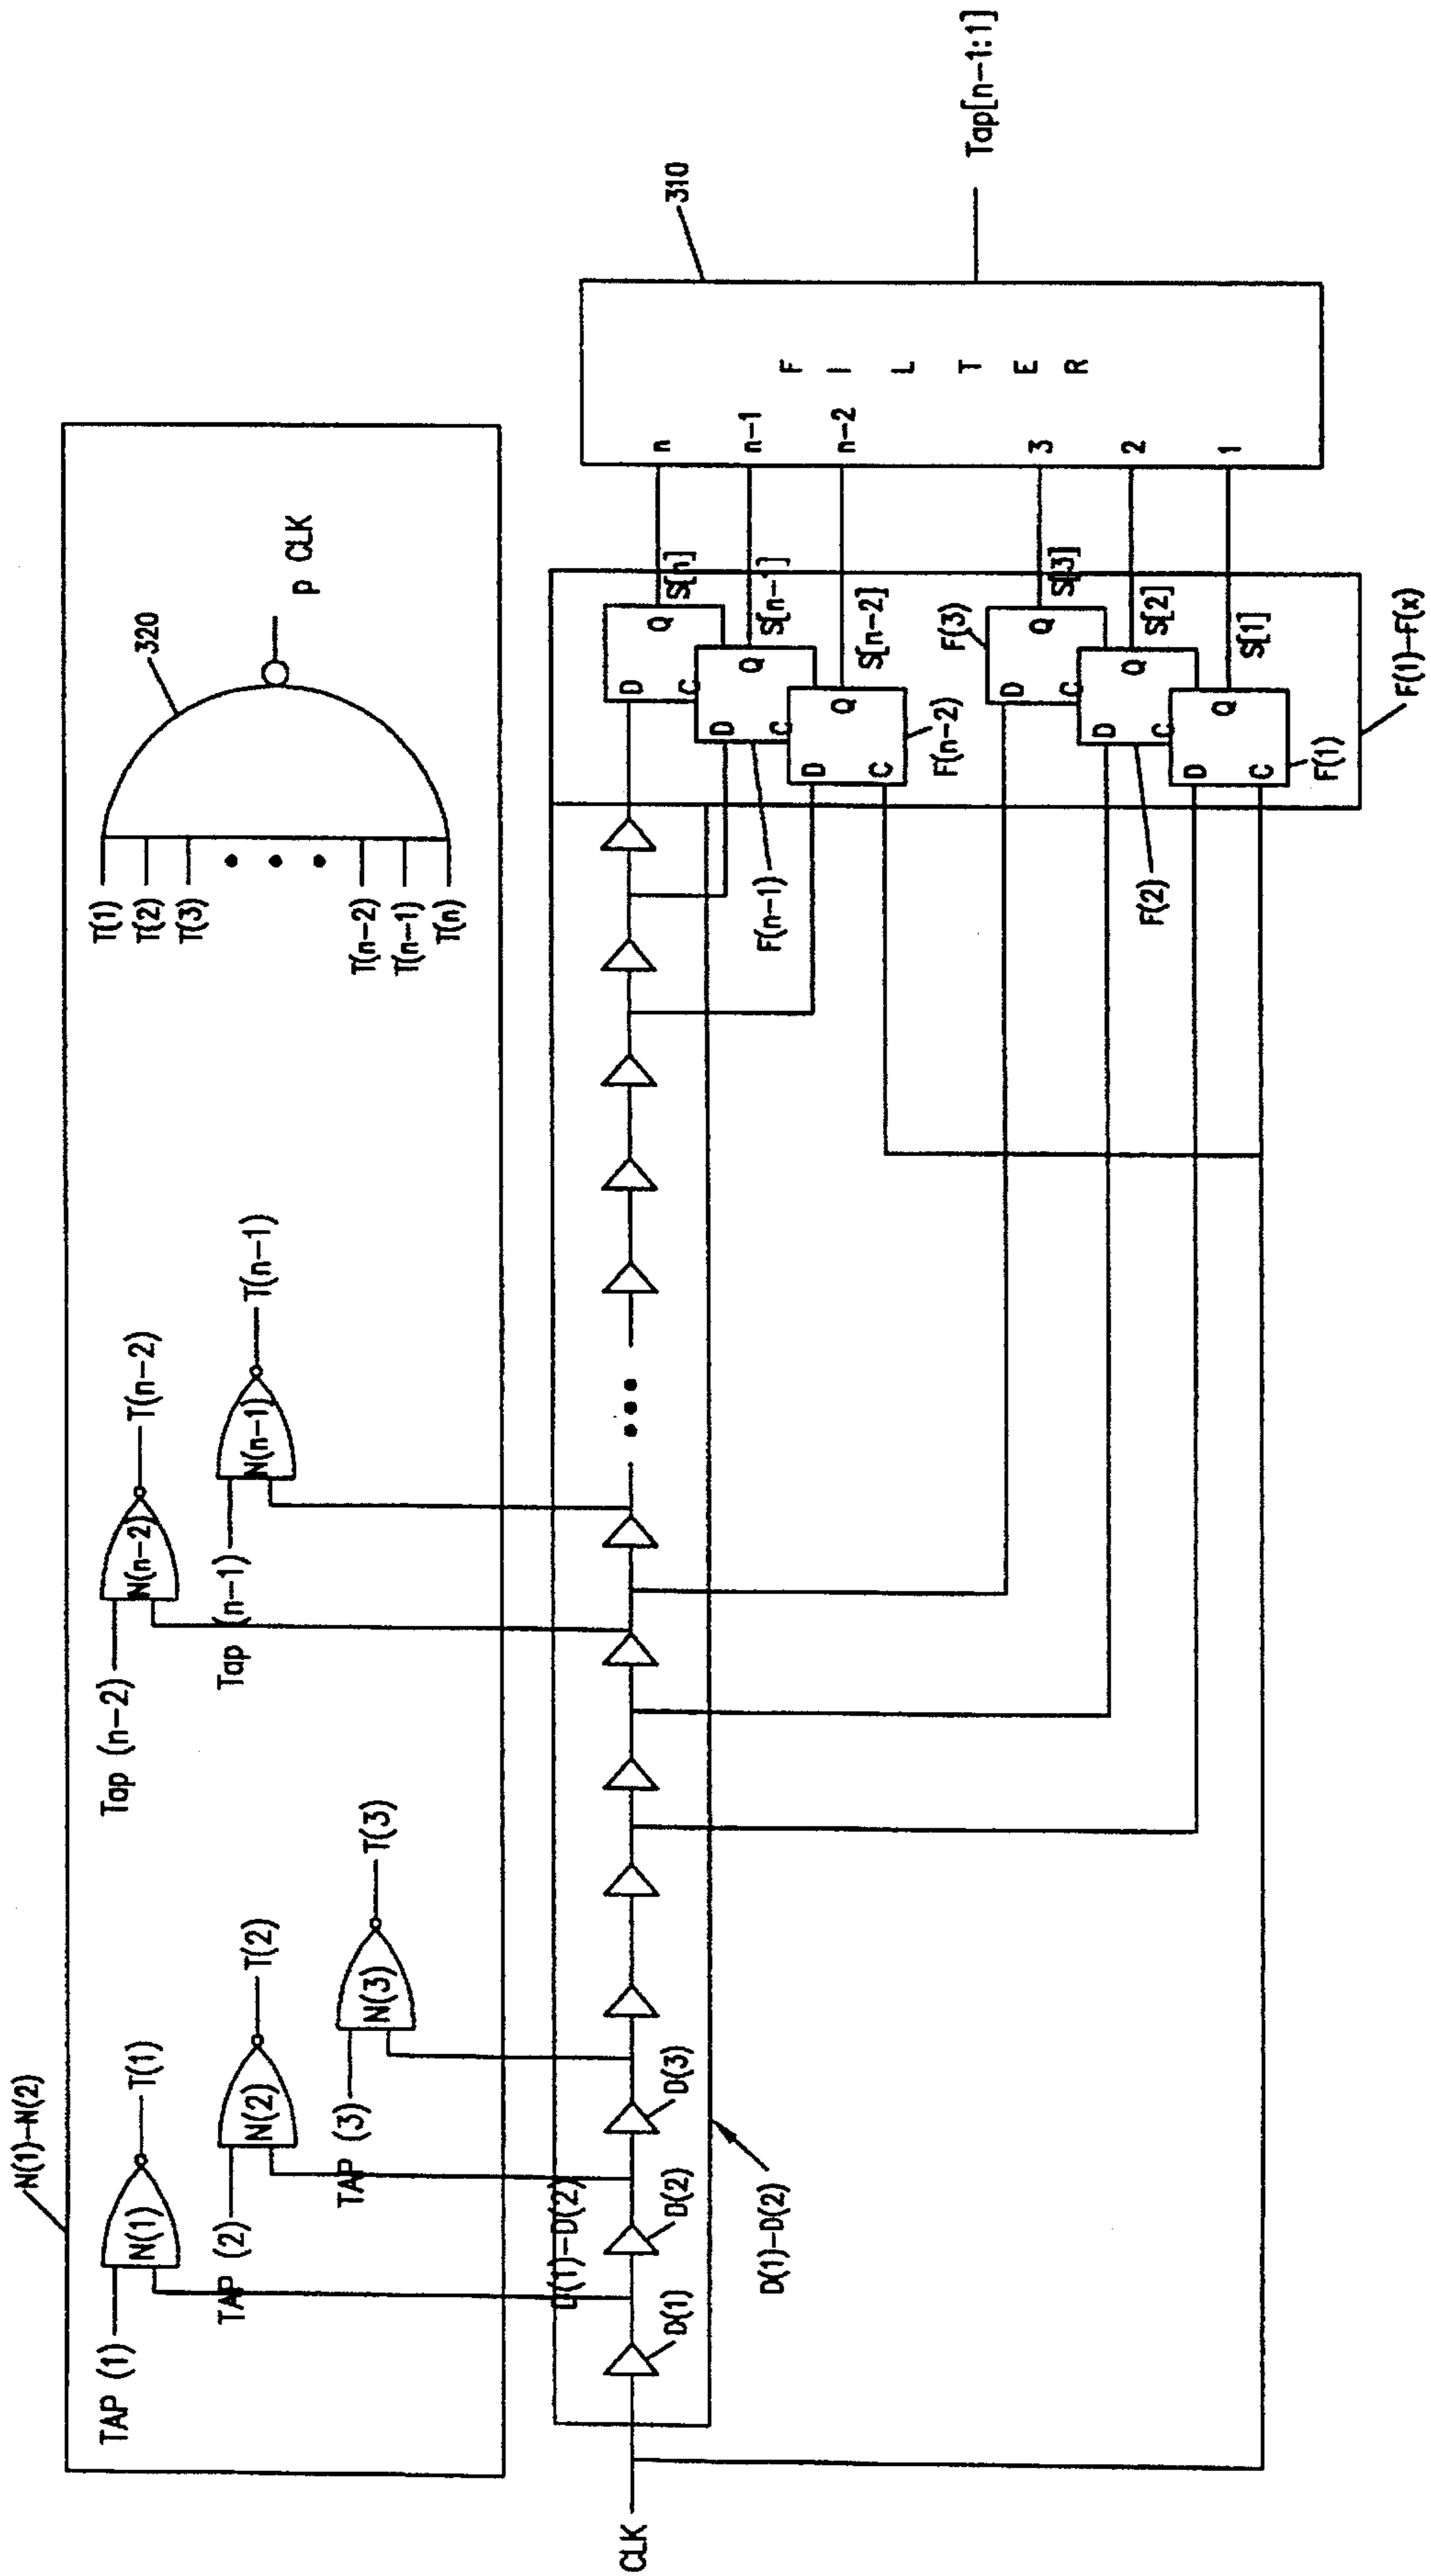 N(1)-N(2)
TAP (1)
N(1)
T(1)
TAP (2)
N(2)
T(2)
TAP (3)
N(3)
T(3)
Tap (n-2)
N(n-2)
T(n-2)
Tap (n-1)
N(n-1)
T(n-1)
T(1)
T(2)
T(3)
T(n-2)
T(n-1)
T(n)
320
p CLK
CLK
D(1)-D(2)
D(1)
D(2)
D(3)
D(1)-D(2)
D
C
Q
S[n]
D
C
Q
S[n-1]
F(n-1)
D
C
Q
S[n-2]
F(n-2)
F(3)
D
C
Q
S[3]
D
C
Q
S[2]
F(2)
D
C
Q
S[1]
F(1)
F(1)-F(x)
n
n-1
n-2
3
2
1
FILTER
310
Tap[n-1:1]